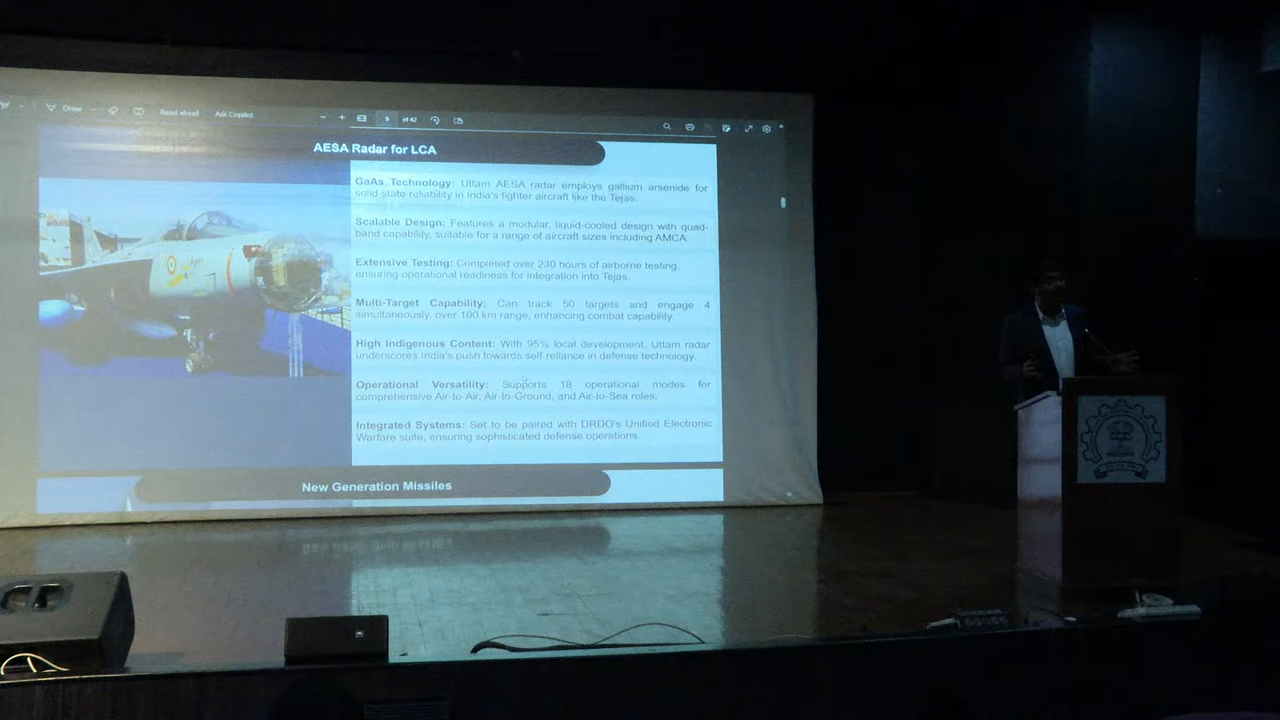 Draw
Read aloud
Ask Copilot
9 of 42
AESA Radar for LCA
GaAs Technology: Uttam AESA radar employs gallium arsenide for
solid-state reliability in India's fighter aircraft like the Tejas.
Scalable Design: Features a modular, liquid-cooled design with quad-
band capability, suitable for a range of aircraft sizes including AMCA.
Extensive Testing: Completed over 230 hours of airborne testing,
ensuring operational readiness for integration into Tejas.
Multi-Target Capability: Can track 50 targets and engage 4
simultaneously, over 100 km range, enhancing combat capability.
High Indigenous Content: With 95% local development, Uttam radar
underscores India's push towards self-reliance in defense technology.
Operational Versatility: Supports 18 operational modes for
comprehensive Air-to-Air, Air-to-Ground, and Air-to-Sea roles.
Integrated Systems: Set to be paired with DRDO's Unified Electronic
Warfare suite, ensuring sophisticated defense operations.
New Generation Missiles